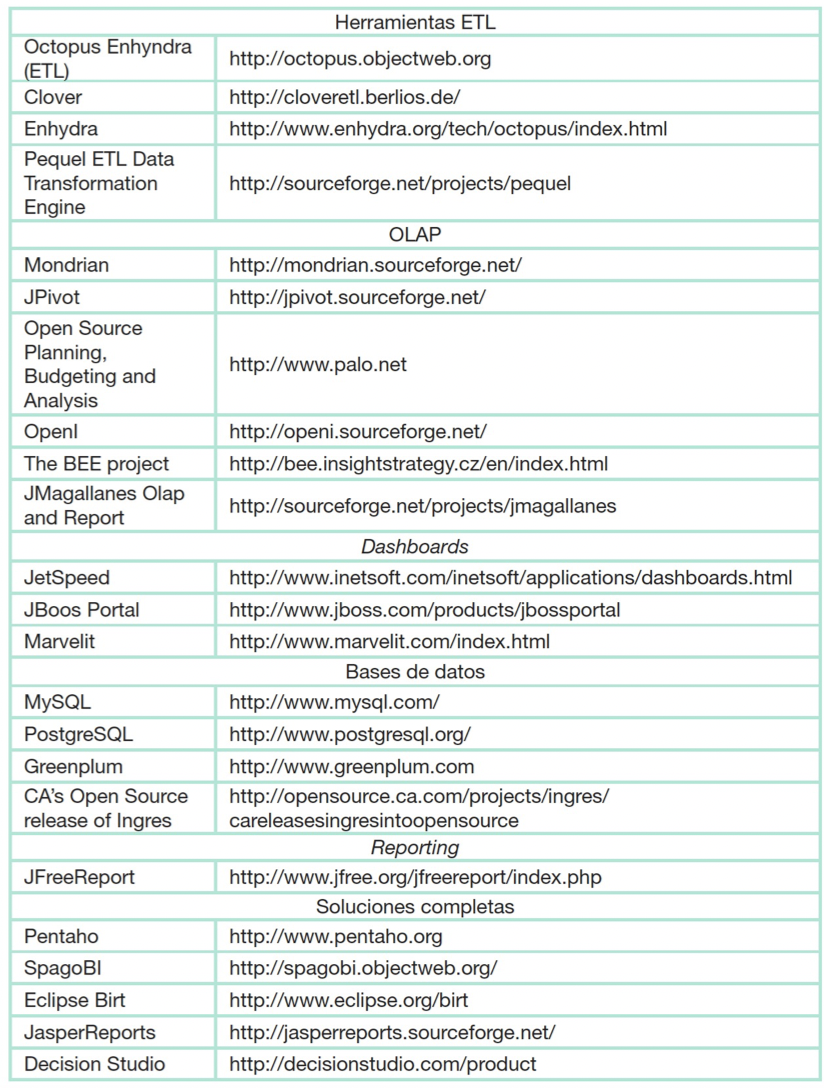 Herramientas ETL
Octopus Enhyndra
(ETL)
http://octopus.objectweb.org
Clover
http://cloveretl.berlios.de/
Enhydra
http://www.enhydra.org/tech/octopus/index.html
Pequel ETL Data
Transformation
Engine
http://sourceforge.net/projects/pequel
OLAP
Mondrian
http://mondrian.sourceforge.net/
JPivot
http://jpivot.sourceforge.net/
Open Source
Planning,
Budgeting and
Analysis
http://www.palo.net
OpenI
http://openi.sourceforge.net/
The BEE project
http://bee.insightstrategy.cz/en/index.html
JMagallanes Olap
and Report
http://sourceforge.net/projects/jmagallanes
Dashboards
JetSpeed
http://www.inetsoft.com/inetsoft/applications/dashboards.html
JBoos Portal
http://www.jboss.com/products/jbossportal
Marvelit
http://www.marvelit.com/index.html
Bases de datos
MySQL
http://www.mysql.com/
PostgreSQL
http://www.postgresql.org/
Greenplum
http://www.greenplum.com
CA’s Open Source
release of Ingres
http://opensource.ca.com/projects/ingres/
careleasesingresintoopensource
Reporting
JFreeReport
http://www.jfree.org/jfreereport/index.php
Soluciones completas
Pentaho
http://www.pentaho.org
SpagoBI
http://spagobi.objectweb.org/
Eclipse Birt
http://www.eclipse.org/birt
JasperReports
http://jasperreports.sourceforge.net/
Decision Studio
http://decisionstudio.com/product